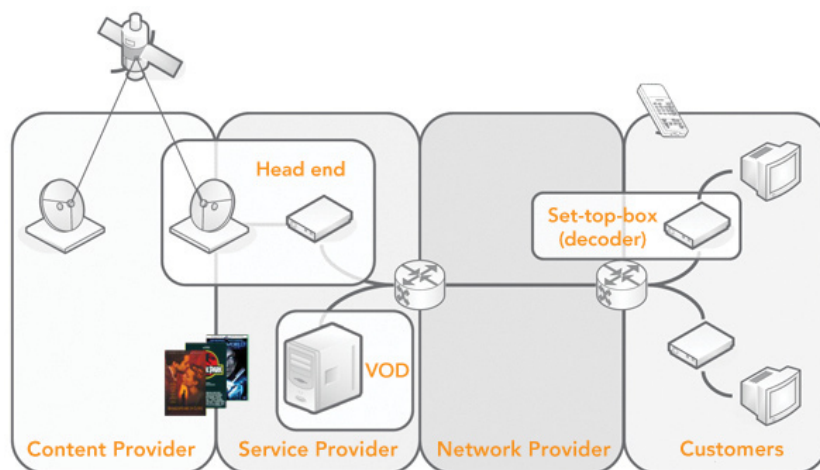 Head end
Set-top-box
(decoder)
VOD
Content Provider
Service Provider
Network Provider
Customers